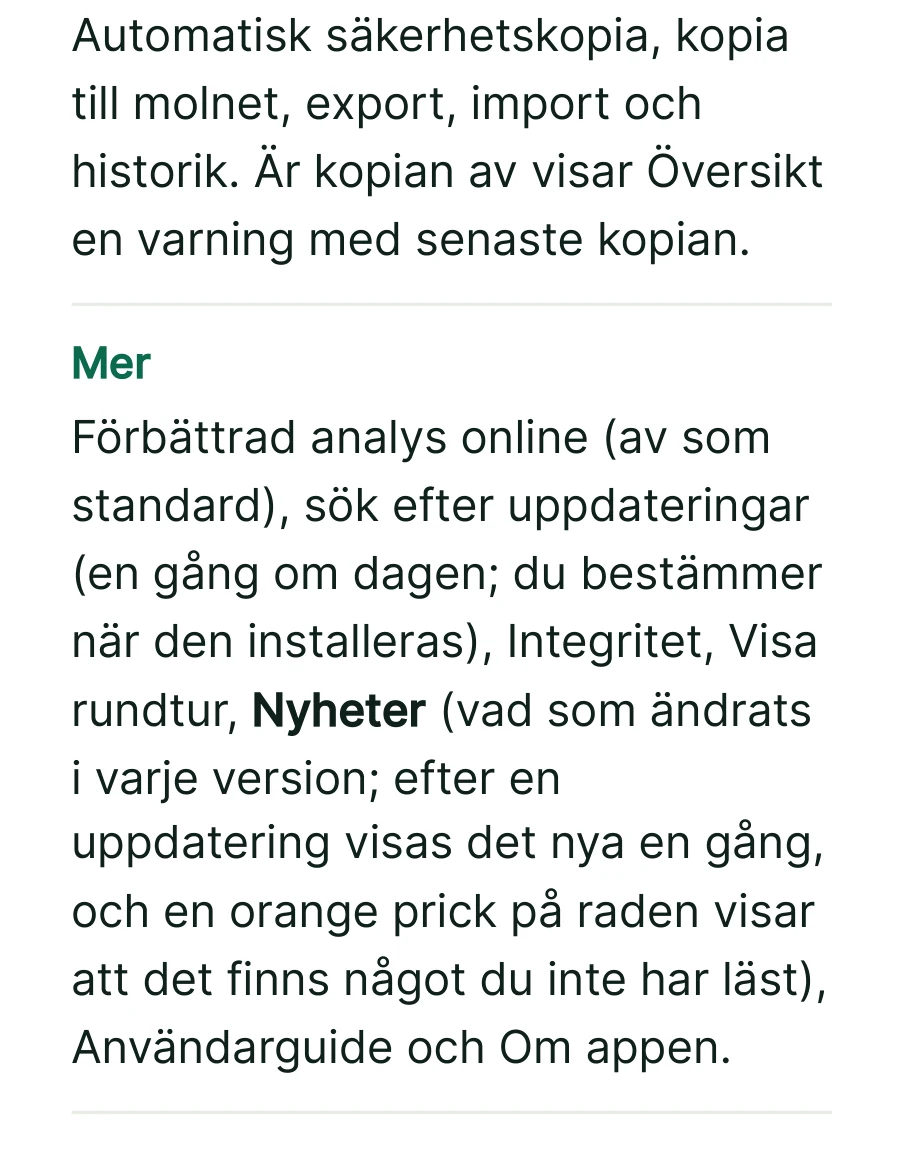 Automatisk säkerhetskopia, kopia
till molnet, export, import och
historik. Är kopian av visar Översikt
en varning med senaste kopian.
Mer
Förbättrad analys online (av som
standard), sök efter uppdateringar
(en gång om dagen; du bestämmer
när den installeras), Integritet, Visa
rundtur, Nyheter (vad som ändrats
i varje version; efter en
uppdatering visas det nya en gång,
och en orange prick på raden visar
att det finns något du inte har läst),
Användarguide och Om appen.